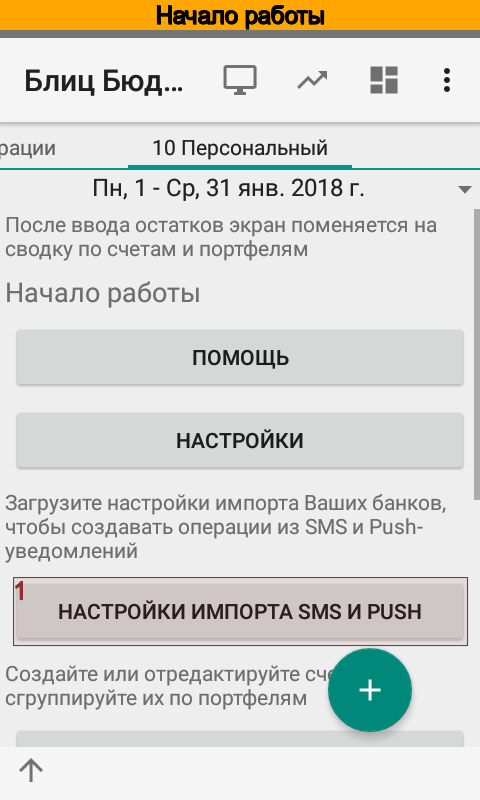 Начало работы
Блиц Бюд...
рации
10 Персональный
Пн, 1 - Ср, 31 янв. 2018 г.
После ввода остатков экран поменяется на
сводку по счетам и портфелям
Начало работы
ПОМОЩЬ
НАСТРОЙКИ
Загрузите настройки импорта Ваших банков,
чтобы создавать операции из SMS и Push-
уведомлений
1
НАСТРОЙКИ ИМПОРТА SMS И PUSH
Создайте или отредактируйте сче
сгруппируйте их по портфелям